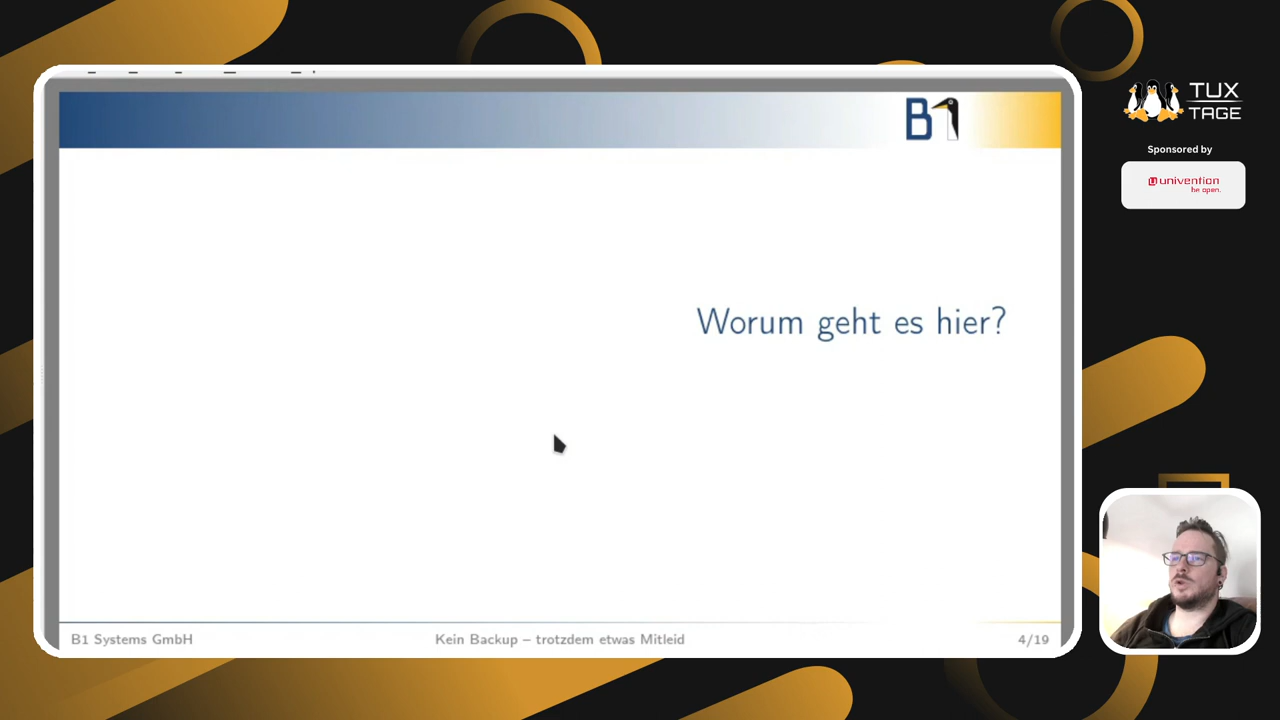 B1
TUX
TAGE
Sponsored by
univention
be open.
Worum geht es hier?
B1 Systems GmbH
Kein Backup – trotzdem etwas Mitleid
4/19